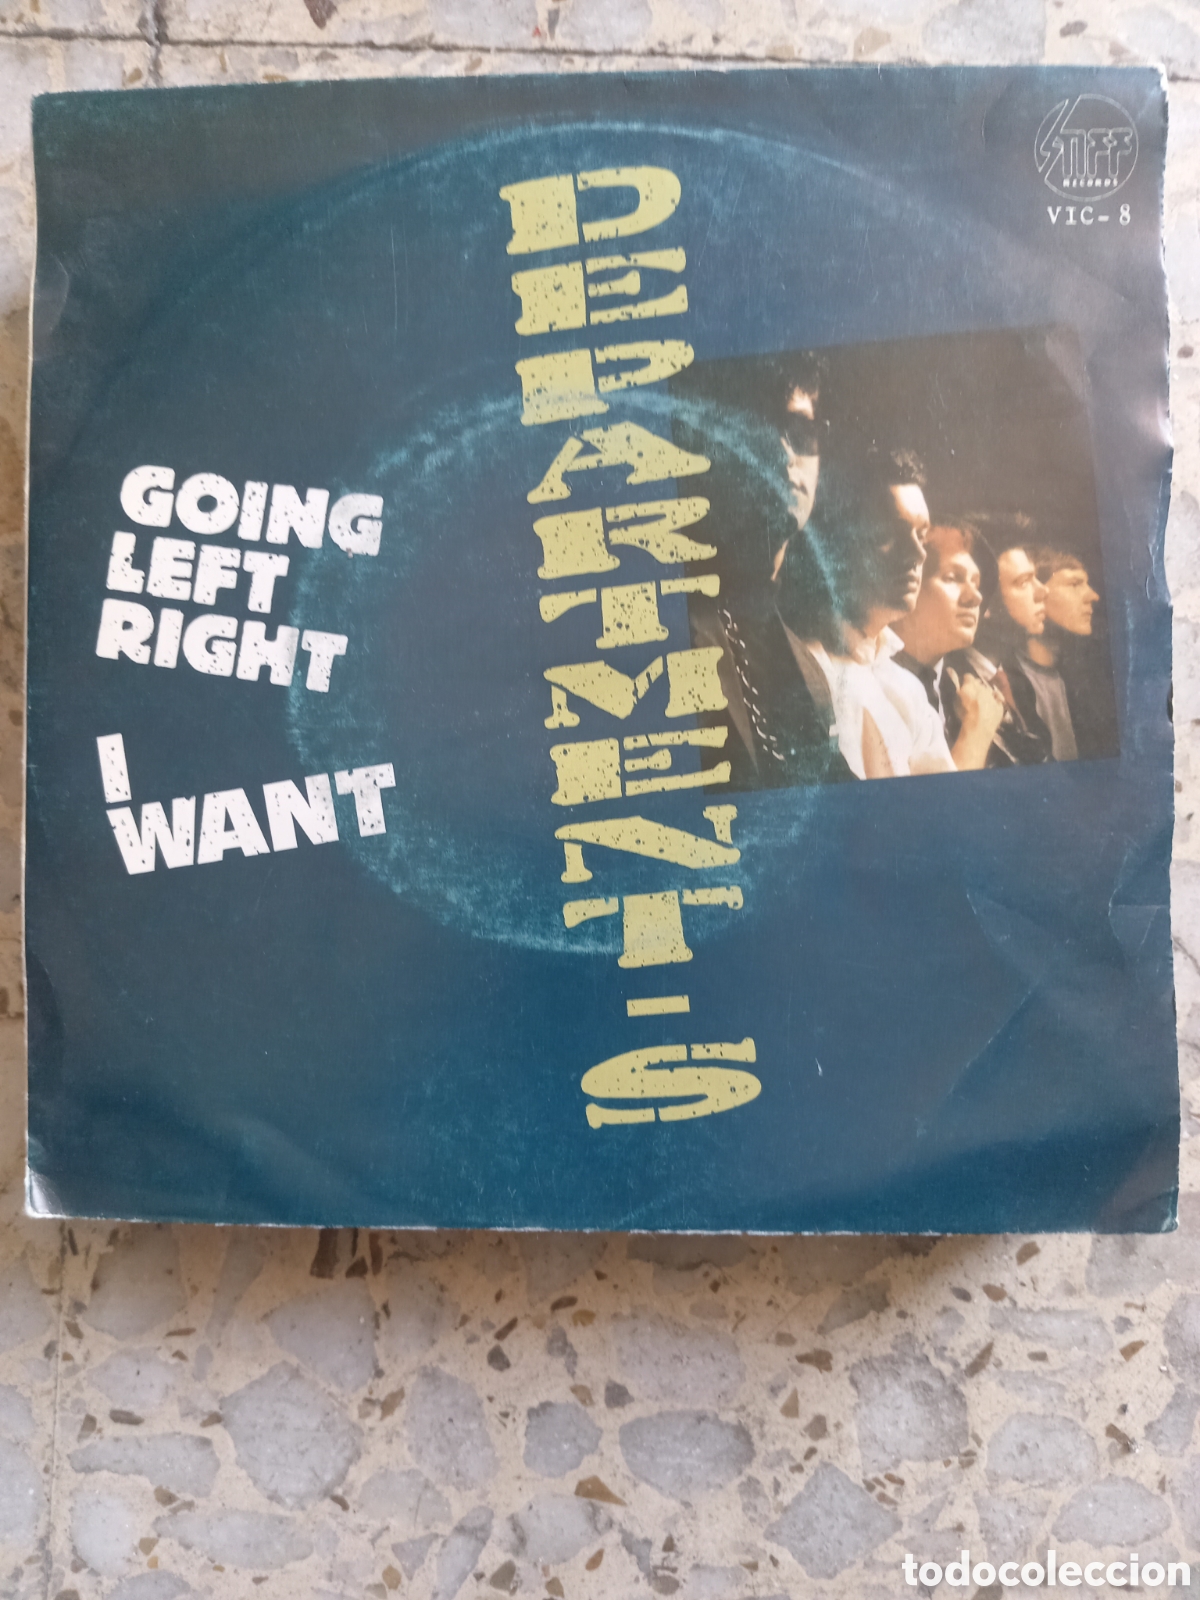 STIFF
RECORDS
VIC-8
DEPARTMENT-S
GOING
LEFT
RIGHT
I
WANT
todocoleccion